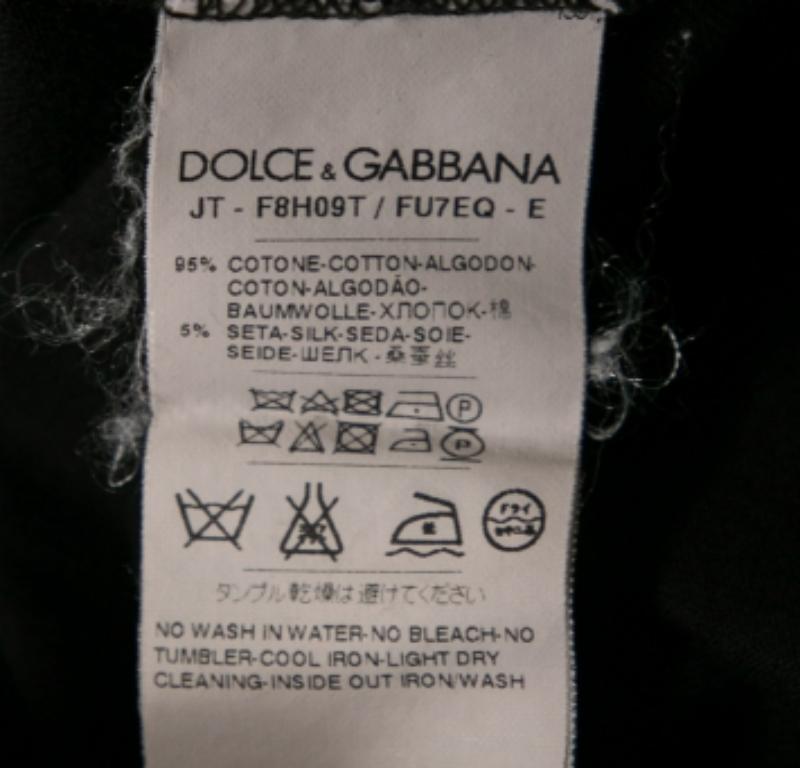 DOLCE & GABBANA
JT - F8H09T / FU7EQ - E
95% COTONE-COTTON-ALGODON-
COTON-ALGODÃO-
BAUMWOLLE-ХЛОПОК-棉
5% SETA-SILK-SEDA-SOIE-
SEIDE-ШЕЛК-桑蚕丝
P
P
ドライ
タンブル乾燥は避けてください
NO WASH IN WATER-NO BLEACH-NO
TUMBLER-COOL IRON-LIGHT DRY
CLEANING-INSIDE OUT IRON/WASH